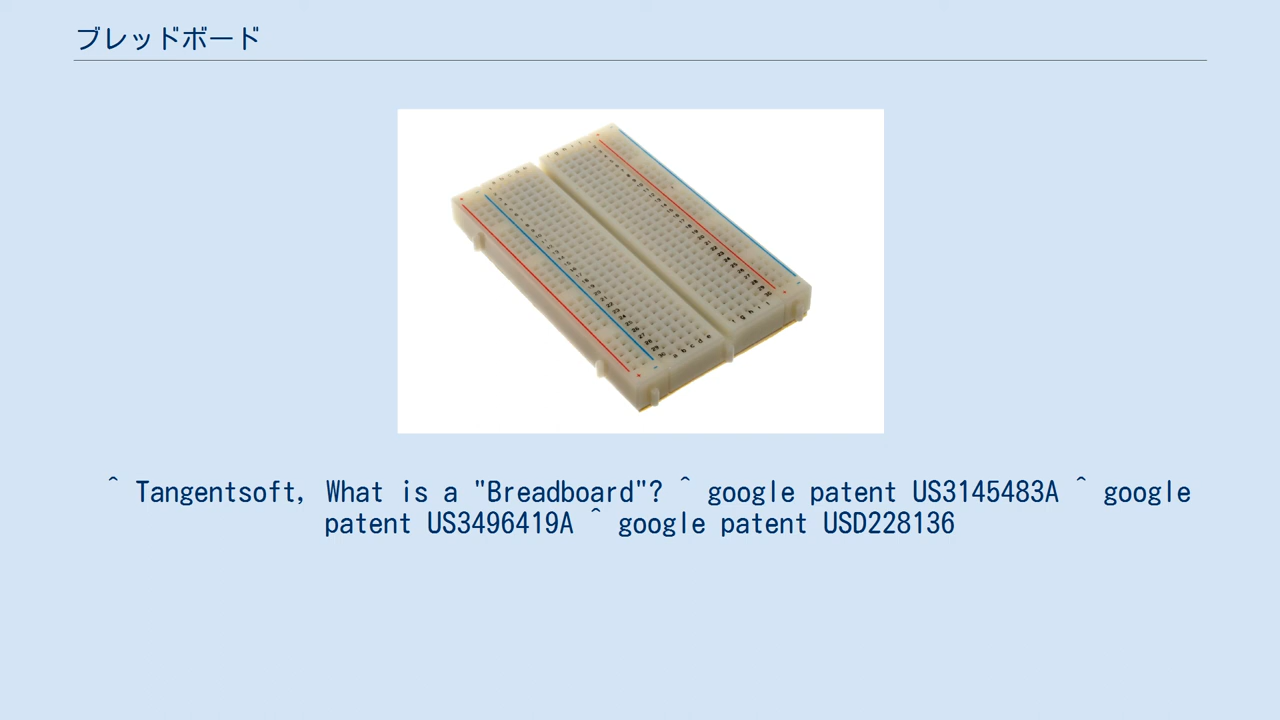 ブレッドボード
^ Tangentsoft, What is a "Breadboard"? ^ google patent US3145483A ^ google
patent US3496419A ^ google patent USD228136